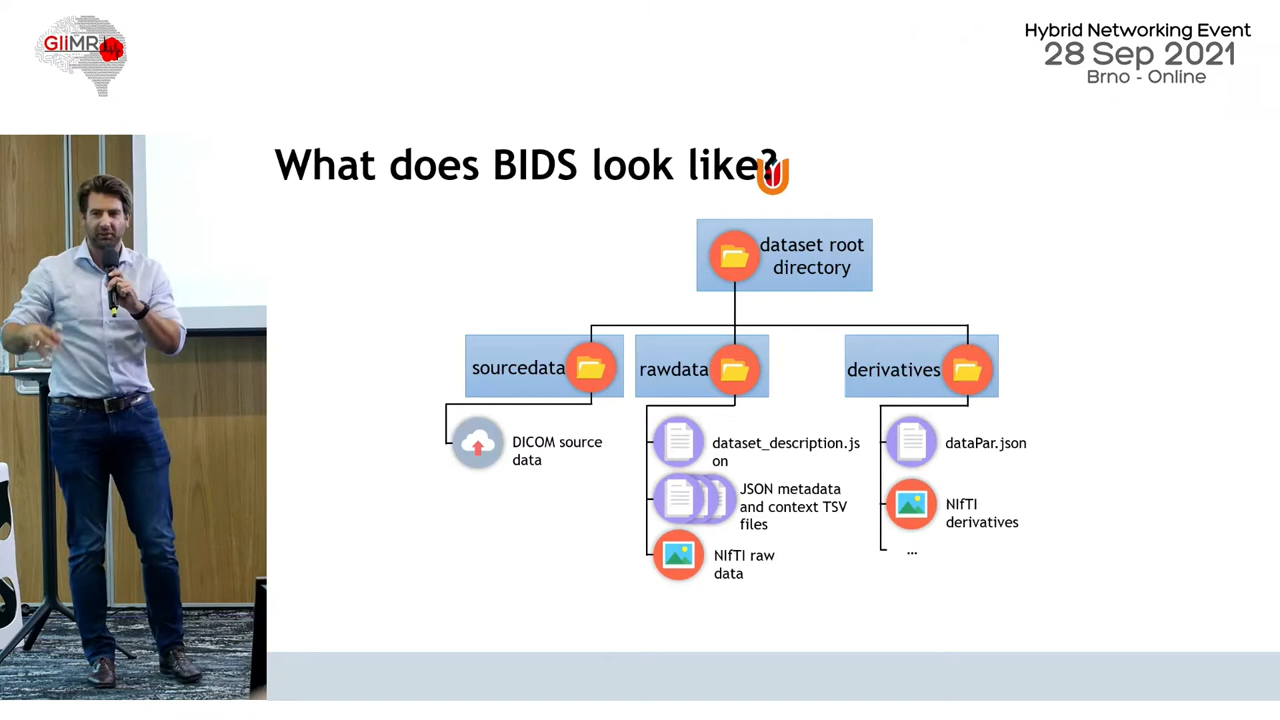 GliMR
Hybrid Networking Event
28 Sep 2021
Brno - Online
What does BIDS look like?
dataset root
directory
sourcedata
rawdata
derivatives
DICOM source
data
dataset_description.js
on
JSON metadata
and context TSV
files
NIfTI raw
data
dataPar.json
NIfTI
derivatives
...